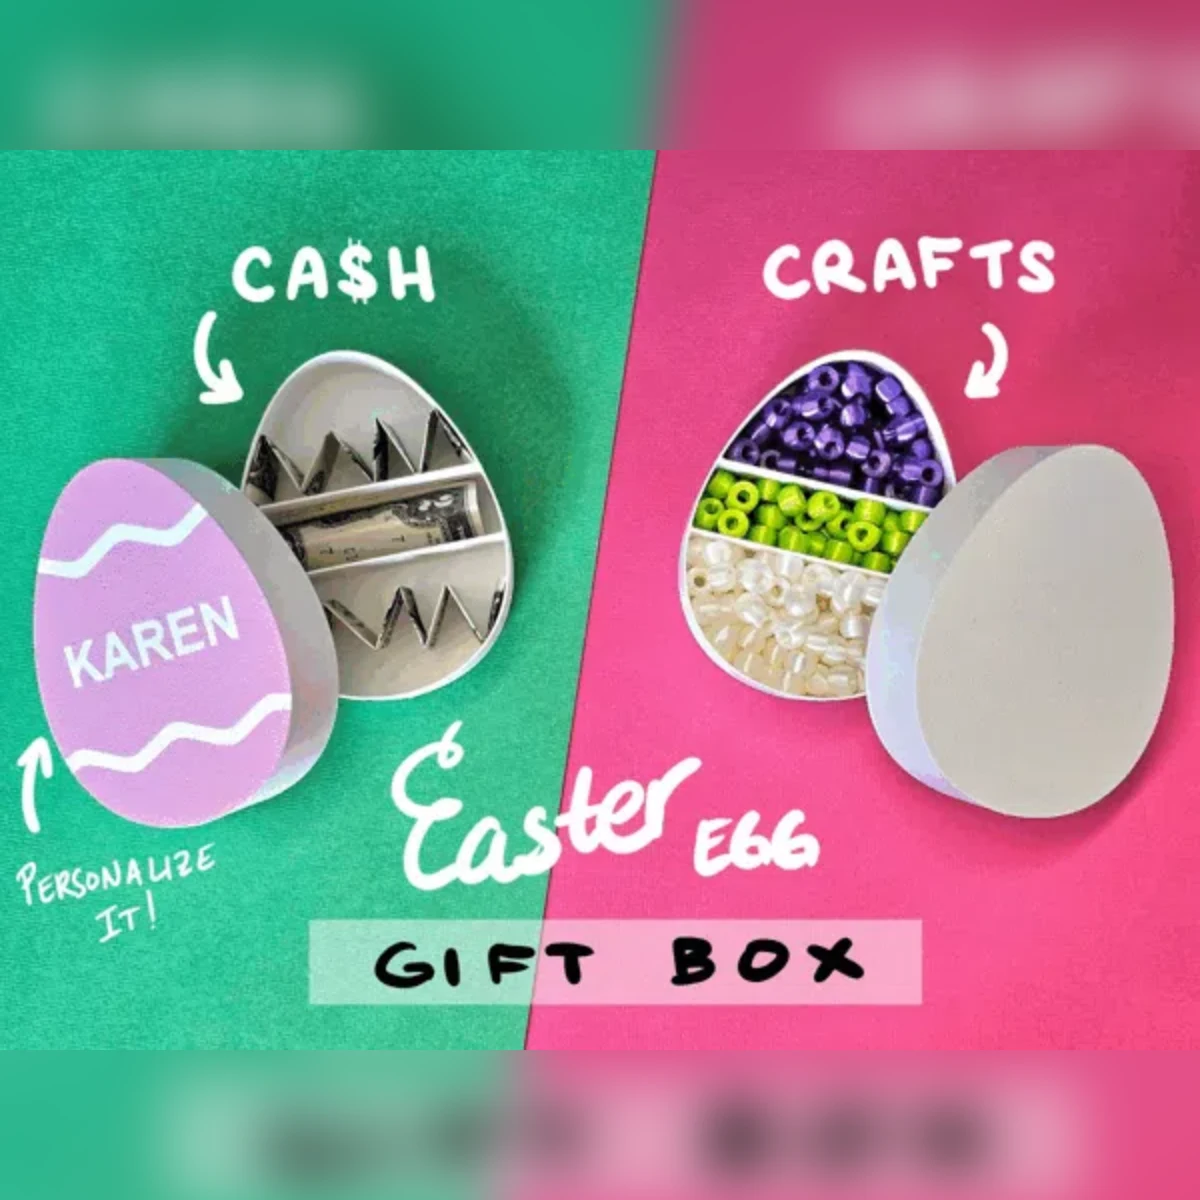 CA$H
CRAFTS
KAREN
PERSONALIZE
IT!
Easter EGG
GIFT BOX